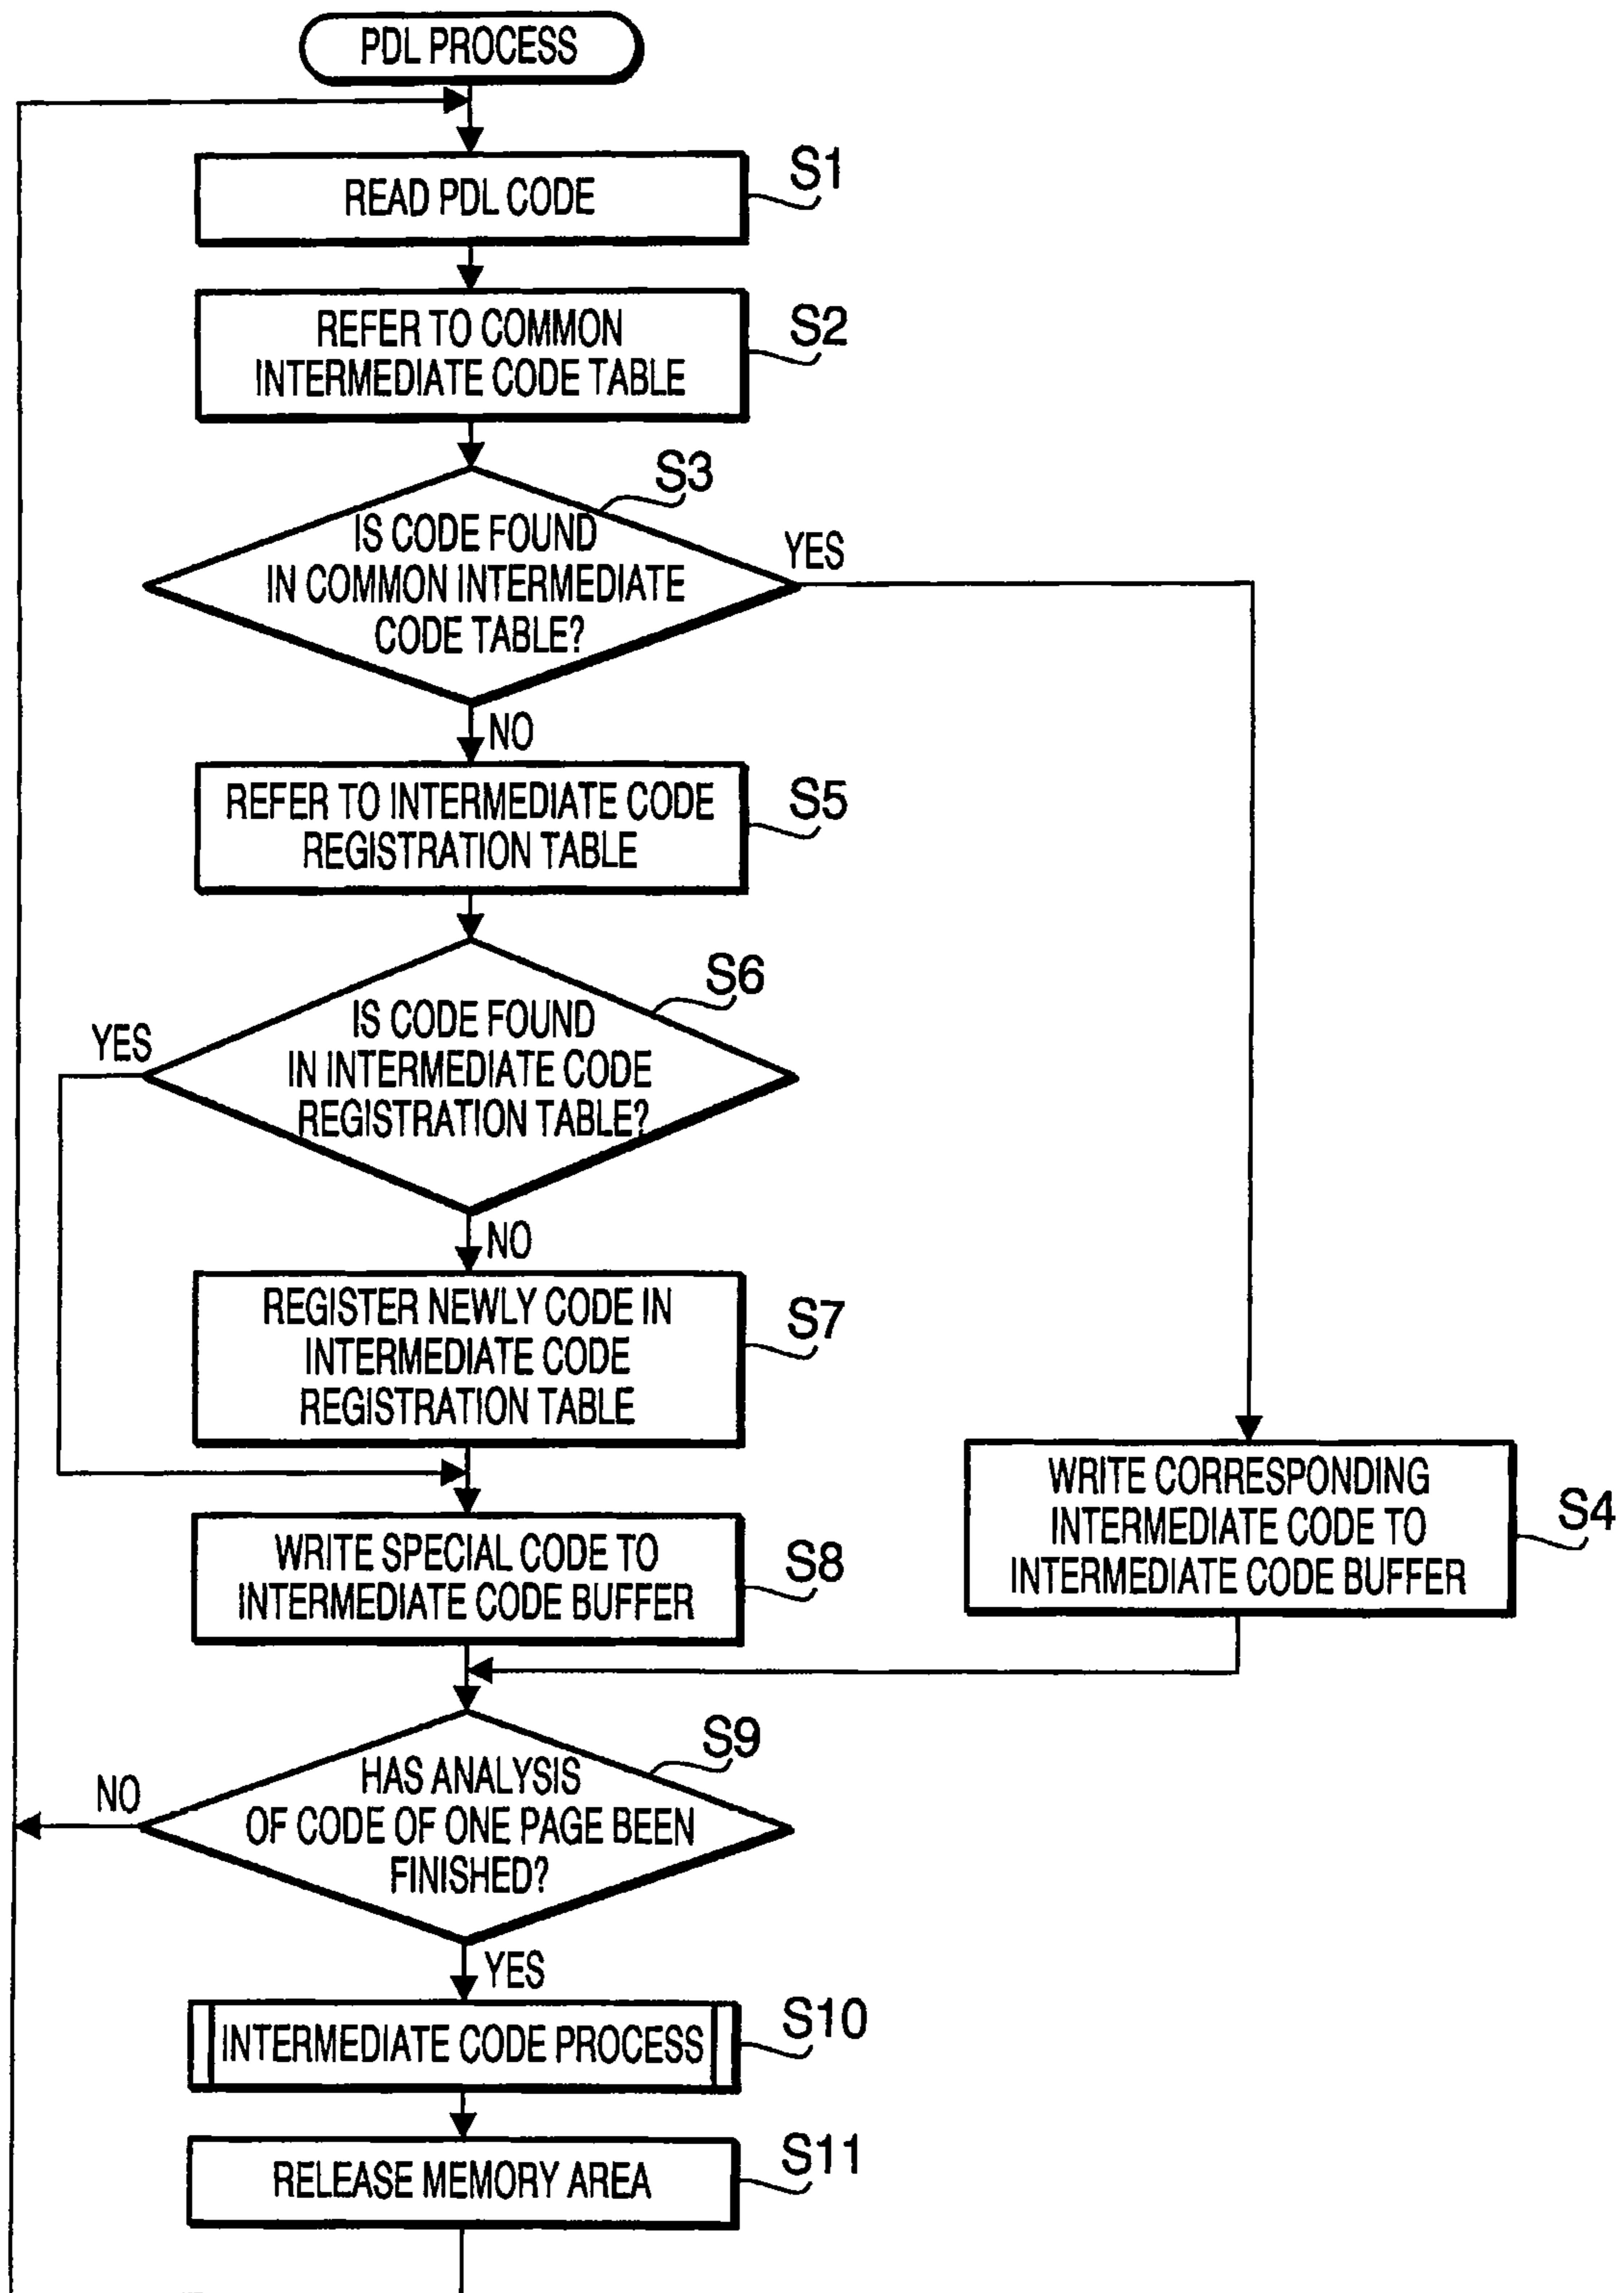 PDL PROCESS
READ PDL CODE
S1
REFER TO COMMON
INTERMEDIATE CODE TABLE
S2
S3
IS CODE FOUND
IN COMMON INTERMEDIATE
CODE TABLE?
YES
NO
REFER TO INTERMEDIATE CODE
REGISTRATION TABLE
S5
S6
IS CODE FOUND
IN INTERMEDIATE CODE
REGISTRATION TABLE?
YES
NO
REGISTER NEWLY CODE IN
INTERMEDIATE CODE
REGISTRATION TABLE
S7
WRITE CORRESPONDING
INTERMEDIATE CODE TO
INTERMEDIATE CODE BUFFER
S4
WRITE SPECIAL CODE TO
INTERMEDIATE CODE BUFFER
S8
S9
HAS ANALYSIS
OF CODE OF ONE PAGE BEEN
FINISHED?
NO
YES
INTERMEDIATE CODE PROCESS
S10
RELEASE MEMORY AREA
S11